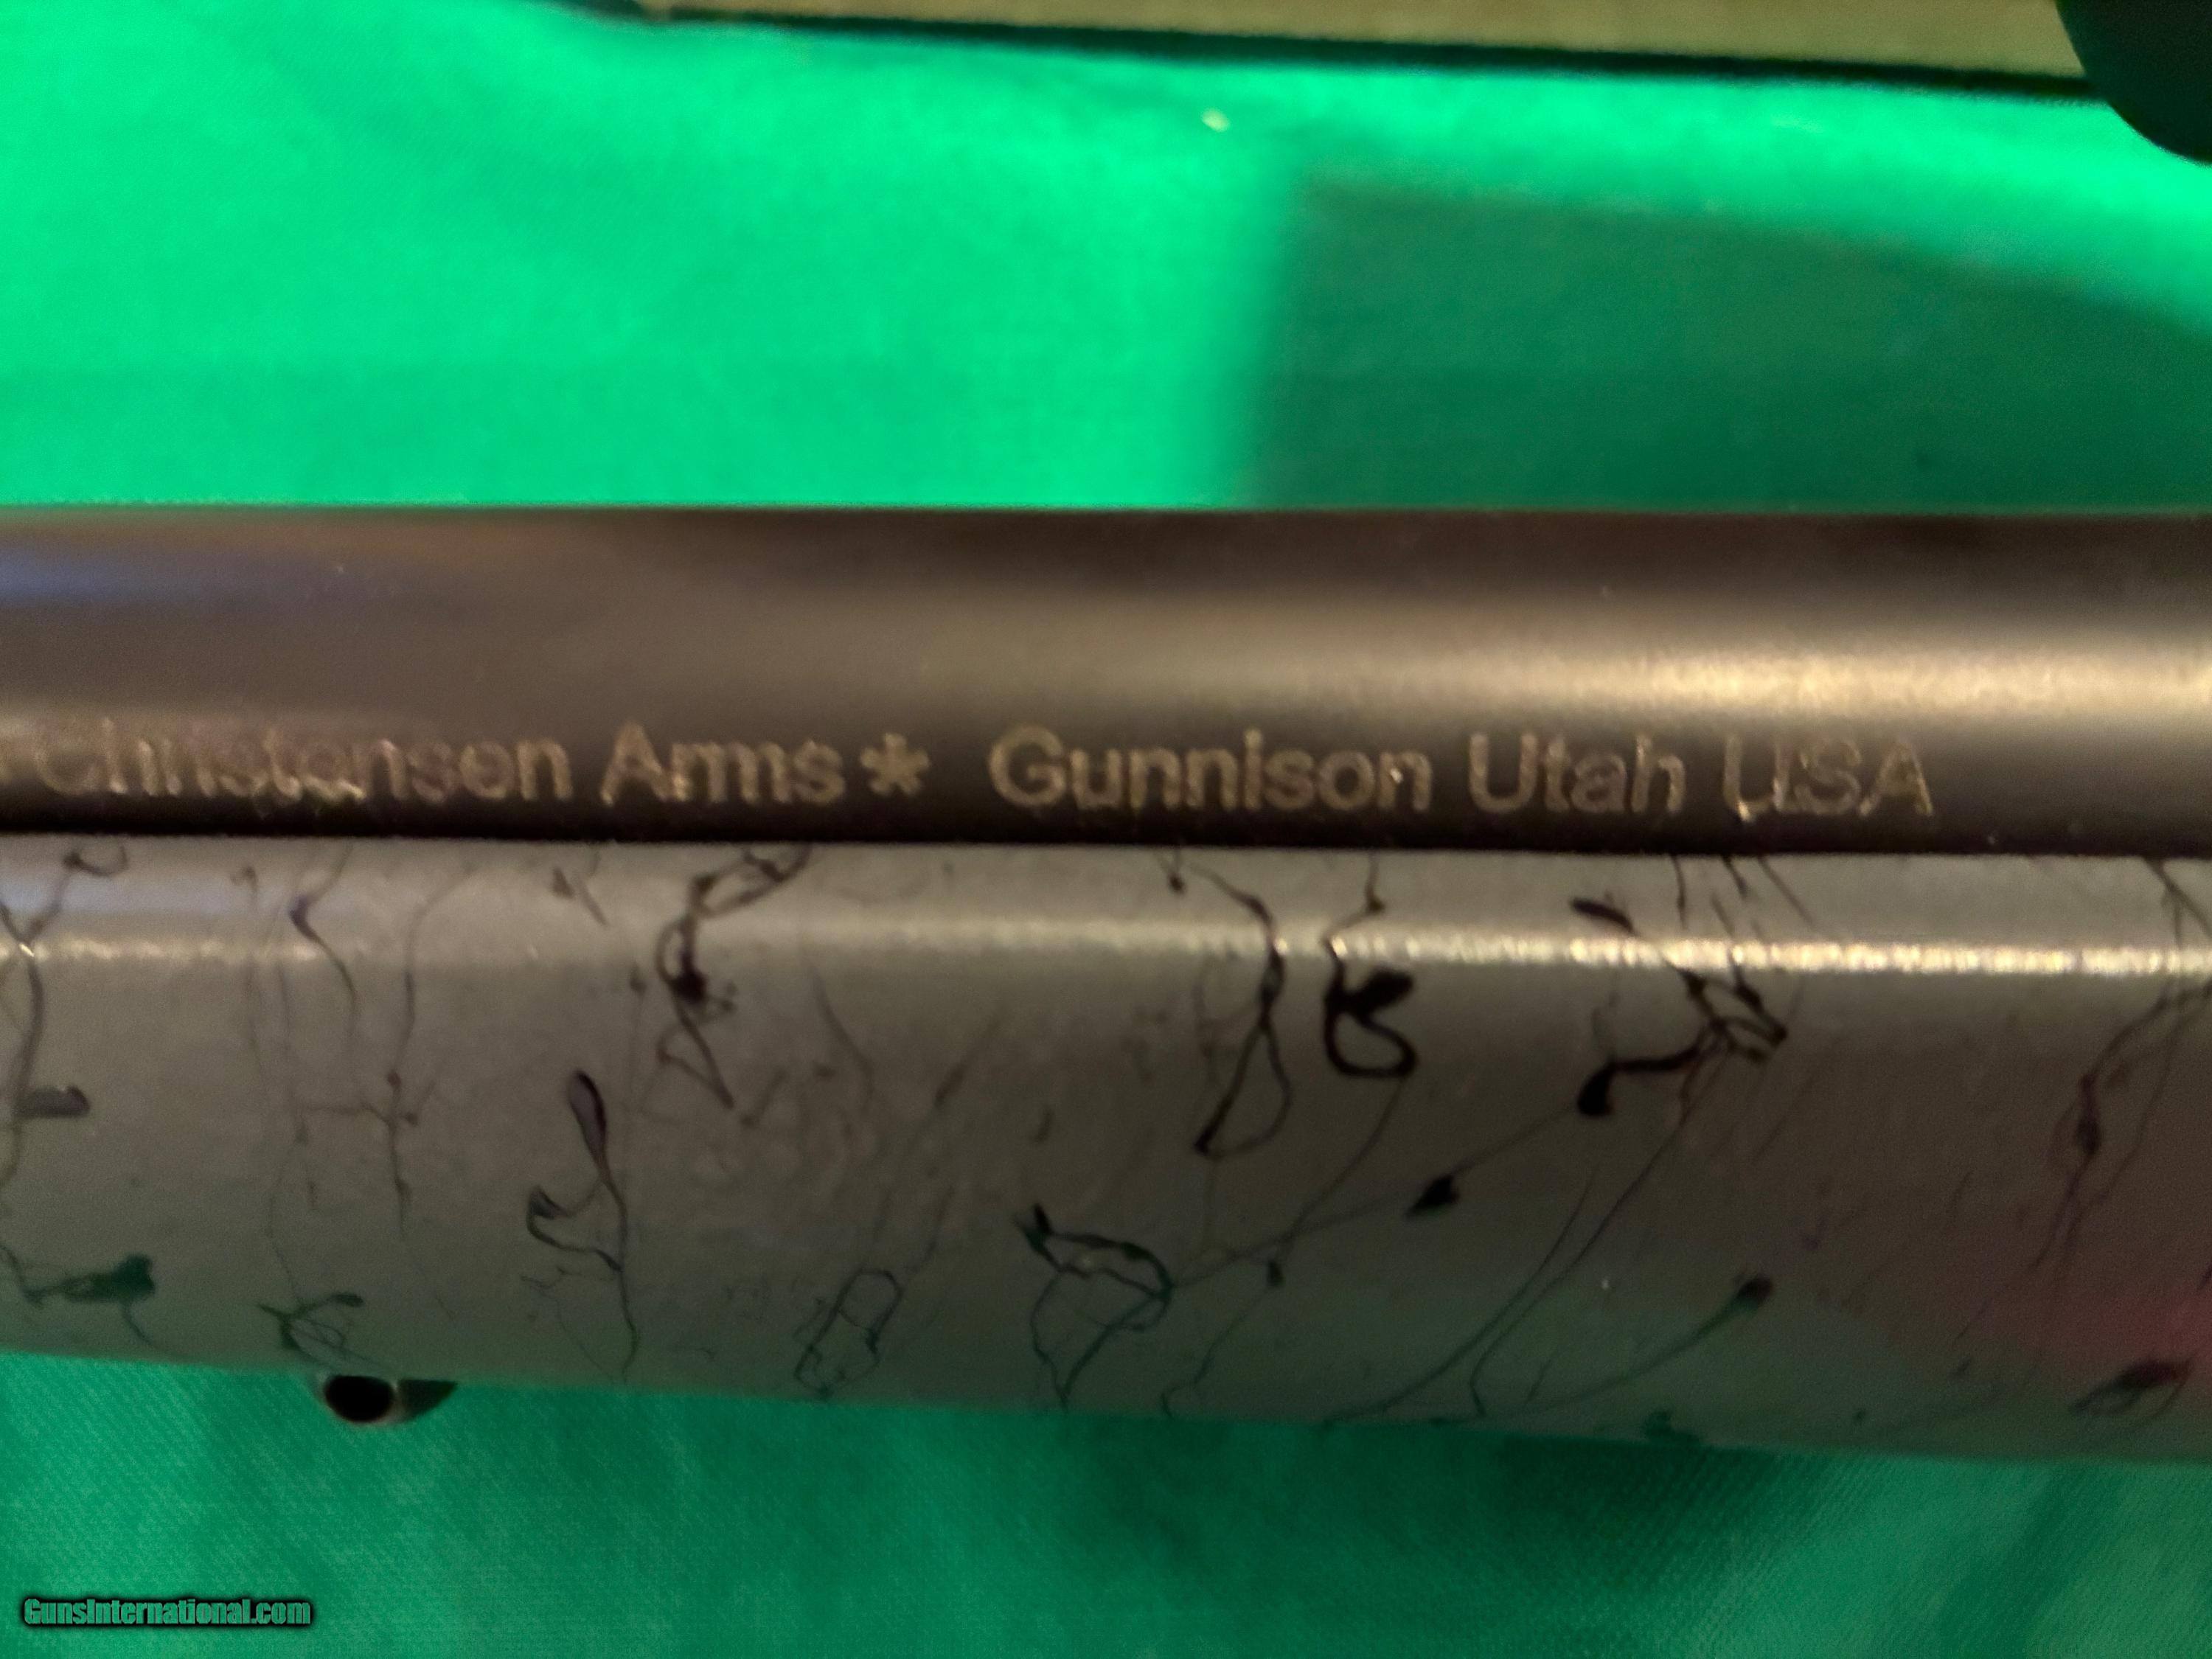 Christensen Arms* Gunnison Utah USA
GunsInternational.com